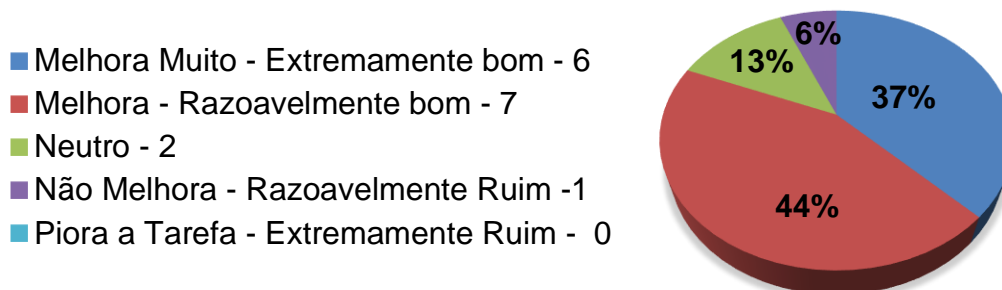 Melhora Muito - Extremamente bom - 6
Melhora - Razoavelmente bom - 7
Neutro - 2
Não Melhora - Razoavelmente Ruim -1
Piora a Tarefa - Extremamente Ruim -  0
6%
13%
37%
44%